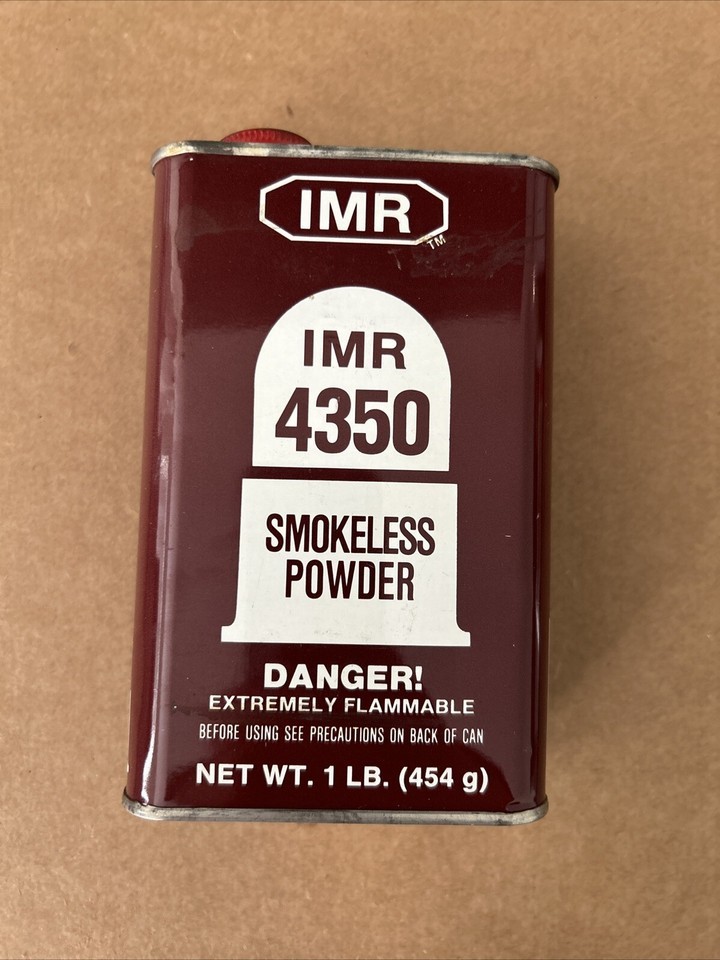 IMR
TM
IMR
4350
SMOKELESS
POWDER
DANGER!
EXTREMELY FLAMMABLE
BEFORE USING SEE PRECAUTIONS ON BACK OF CAN
NET WT. 1 LB. (454 g)